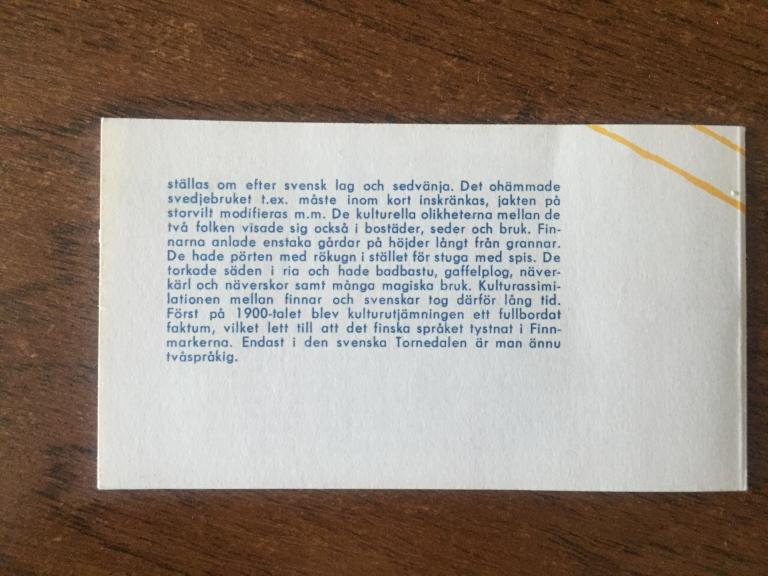 ställas om efter svensk lag och sedvänja. Det ohämmade
svedjebruket t.ex. måste inom kort inskränkas, jakten på
storvilt modifieras m.m. De kulturella olikheterna mellan de
två folken visade sig också i bostäder, seder och bruk. Fin-
narna anlade enstaka gårdar på höjder långt från grannar.
De hade pörten med rökugn i stället för stuga med spis. De
torkade säden i ria och hade badbastu, gaffelplog, näver-
kärl och näverskor samt många magiska bruk. Kulturassimi-
lationen mellan finnar och svenskar tog därför lång tid.
Först på 1900-talet blev kulturutjämningen ett fullbordat
faktum, vilket lett till att det finska språket tystnat i Finn-
markerna. Endast i den svenska Tornedalen är man ännu
tvåspråkig.